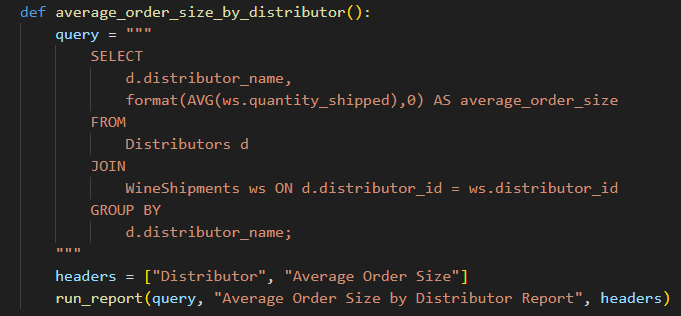 def average_order_size_by_distributor():
    query = """
        SELECT
            d.distributor_name,
            format(AVG(ws.quantity_shipped),0) AS average_order_size
        FROM
            Distributors d
        JOIN
            WineShipments ws ON d.distributor_id = ws.distributor_id
        GROUP BY
            d.distributor_name;
    """
    headers = ["Distributor", "Average Order Size"]
    run_report(query, "Average Order Size by Distributor Report", headers)